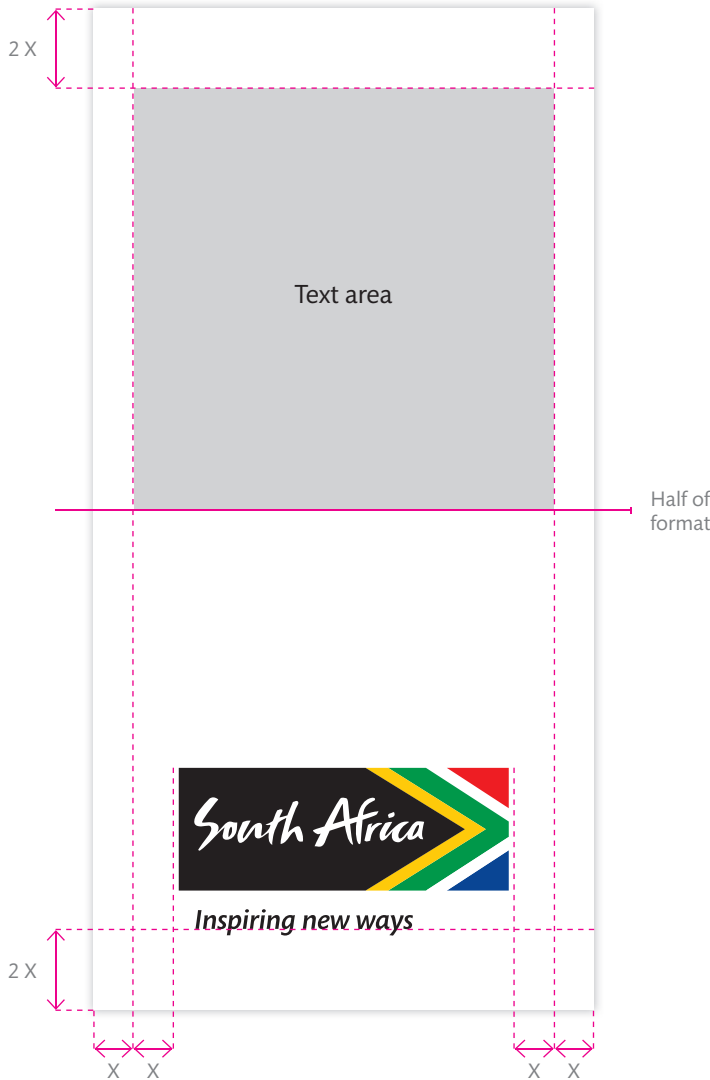 2 X
Text area
Half of
format
South Africa
Inspiring new ways
2 X
X X X X